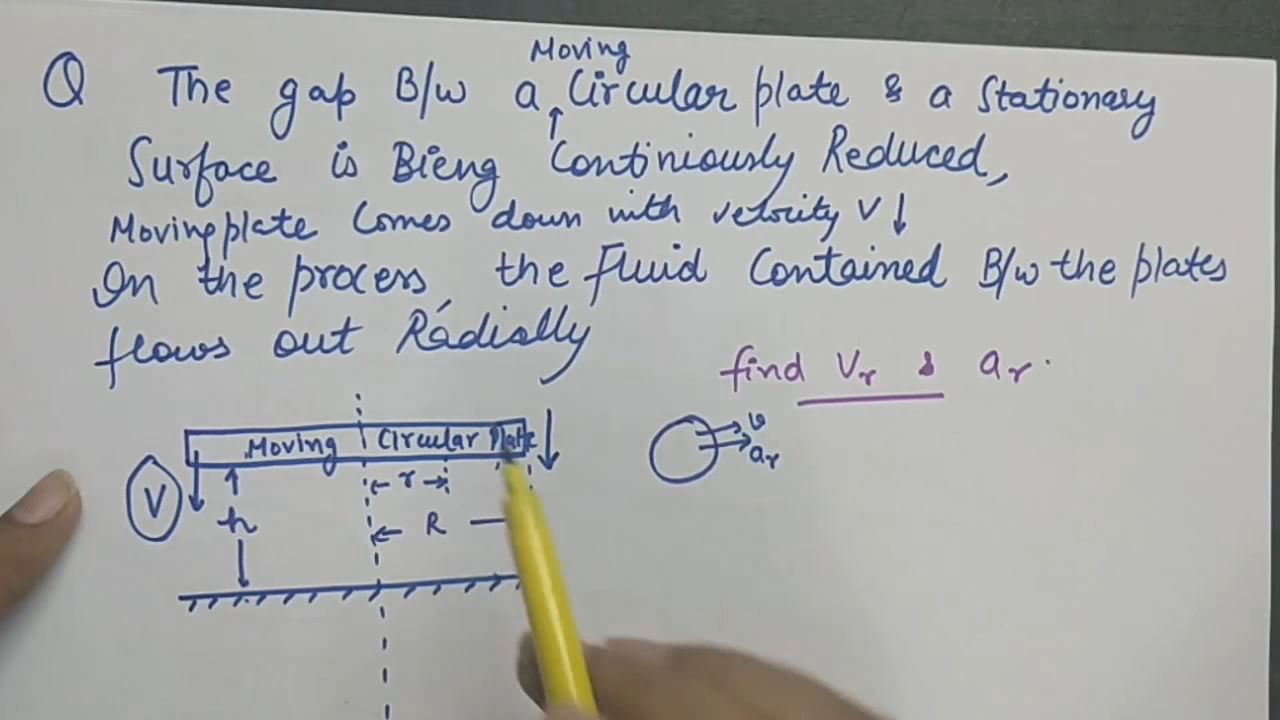 Moving
Q The gap B/w a Circular plate & a Stationary
Surface is Bieng Continiously Reduced,
Moving plate Comes down with velocity V ↓
In the process, the Fluid Contained B/w the plates
flows out Radially
find Vr & ar.
Moving Circular Plate
v
ar
V
r
h
R